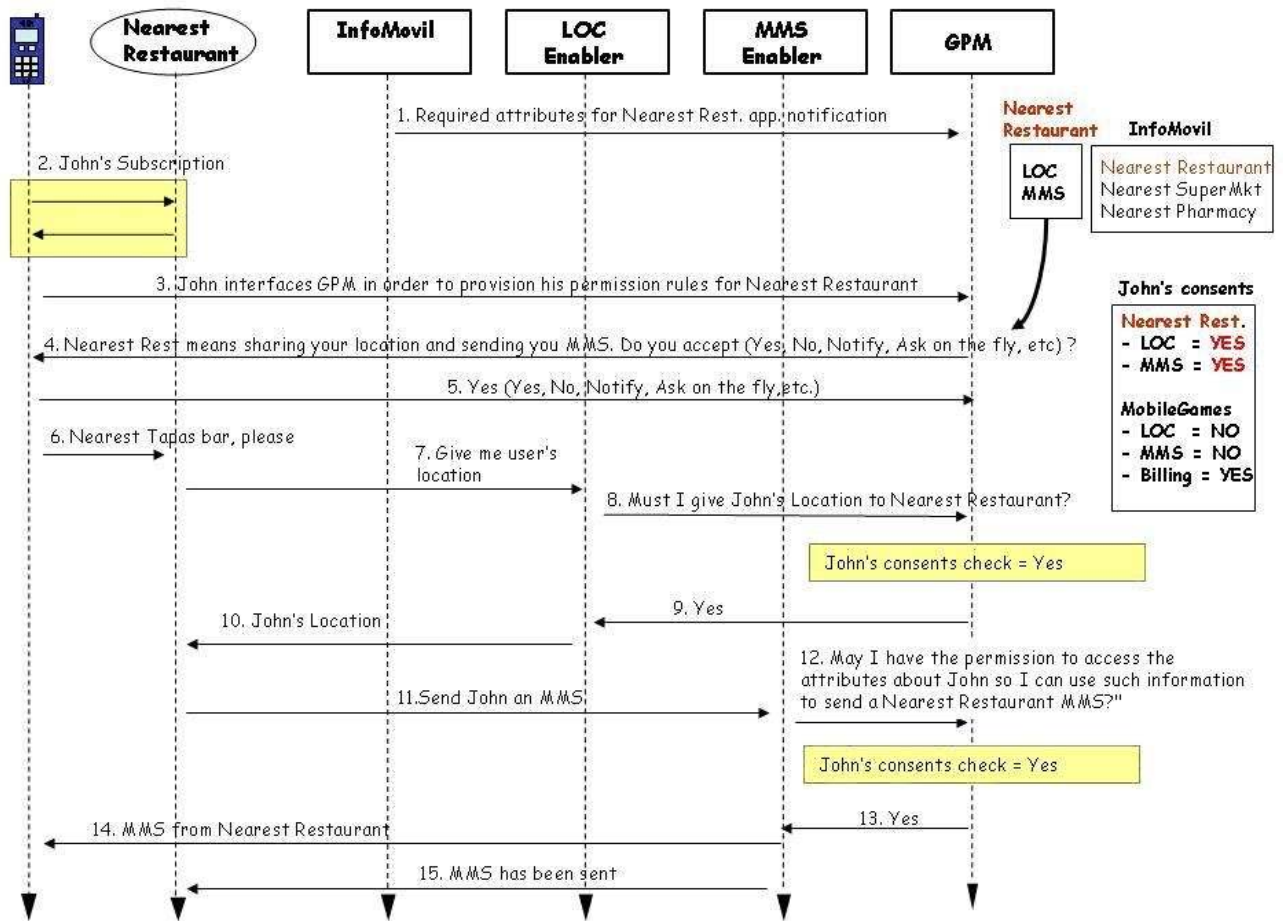 Nearest
Restaurant
InfoMovil
LOC
Enabler
MMS
Enabler
GPM
1. Required attributes for Nearest Rest. app. notification
Nearest
Restaurant
InfoMovil
LOC
MMS
Nearest Restaurant
Nearest SuperMkt
Nearest Pharmacy
2. John's Subscription
3. John interfaces GPM in order to provision his permission rules for Nearest Restaurant
John's consents
Nearest Rest.
- LOC = YES
- MMS = YES
MobileGames
- LOC = NO
- MMS = NO
- Billing = YES
4. Nearest Rest means sharing your location and sending you MMS. Do you accept (Yes, No, Notify, Ask on the fly, etc) ?
5. Yes (Yes, No, Notify, Ask on the fly,etc.)
6. Nearest Tapas bar, please
7. Give me user's
location
8. Must I give John's Location to Nearest Restaurant?
John's consents check = Yes
9. Yes
10. John's Location
11.Send John an MMS
12. May I have the permission to access the
attributes about John so I can use such information
to send a Nearest Restaurant MMS?"
John's consents check = Yes
13. Yes
14. MMS from Nearest Restaurant
15. MMS has been sent